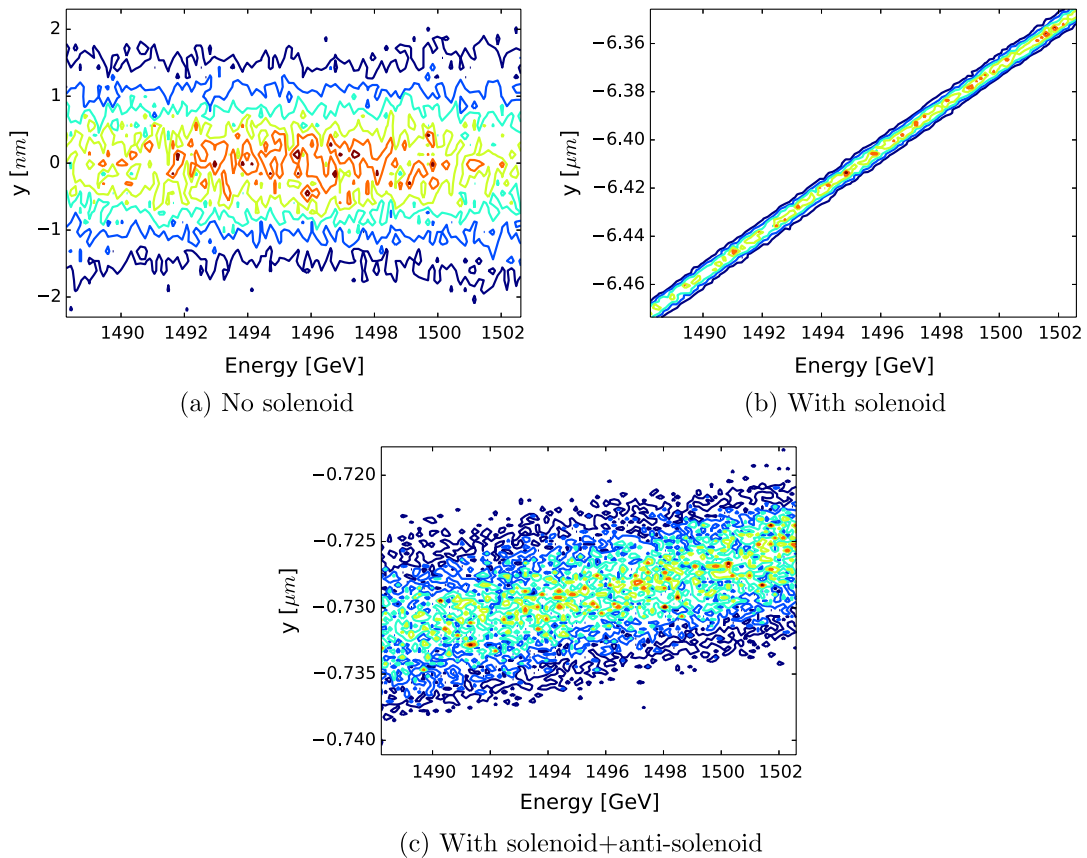 2
1
0
−1
−2
y [nm]
1490 1492 1494 1496 1498 1500 1502
Energy [GeV]
(a) No solenoid
−6.36
−6.38
−6.40
−6.42
−6.44
−6.46
y [μm]
1490 1492 1494 1496 1498 1500 1502
Energy [GeV]
(b) With solenoid
−0.720
−0.725
−0.730
−0.735
−0.740
y [μm]
1490 1492 1494 1496 1498 1500 1502
Energy [GeV]
(c) With solenoid+anti-solenoid